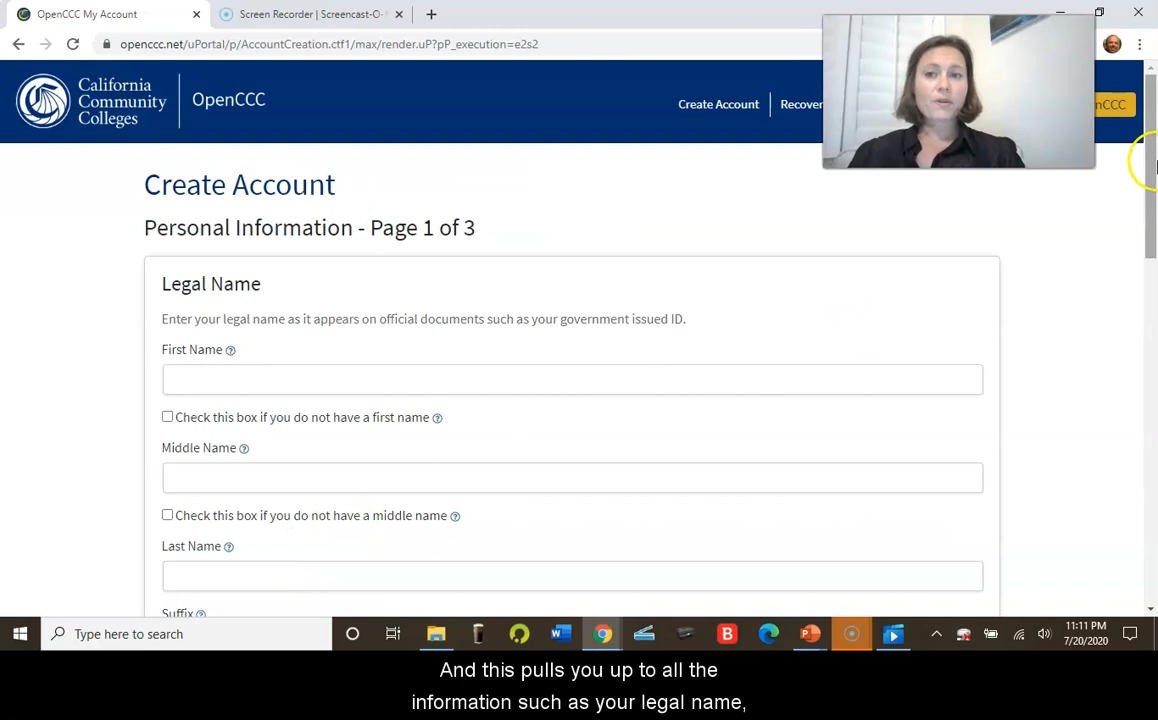 OpenCCC My Account
Screen Recorder | Screencast-O-
openccc.net/uPortal/p/AccountCreation.ctf1/max/render.uP?pP_execution=e2s2
California
Community
Colleges
OpenCCC
Create Account
Recover
nCCC
Create Account
Personal Information - Page 1 of 3
Legal Name
Enter your legal name as it appears on official documents such as your government issued ID.
First Name
Check this box if you do not have a first name
Middle Name
Check this box if you do not have a middle name
Last Name
Suffix
Type here to search
11:11 PM
7/20/2020
And this pulls you up to all the
information such as your legal name,